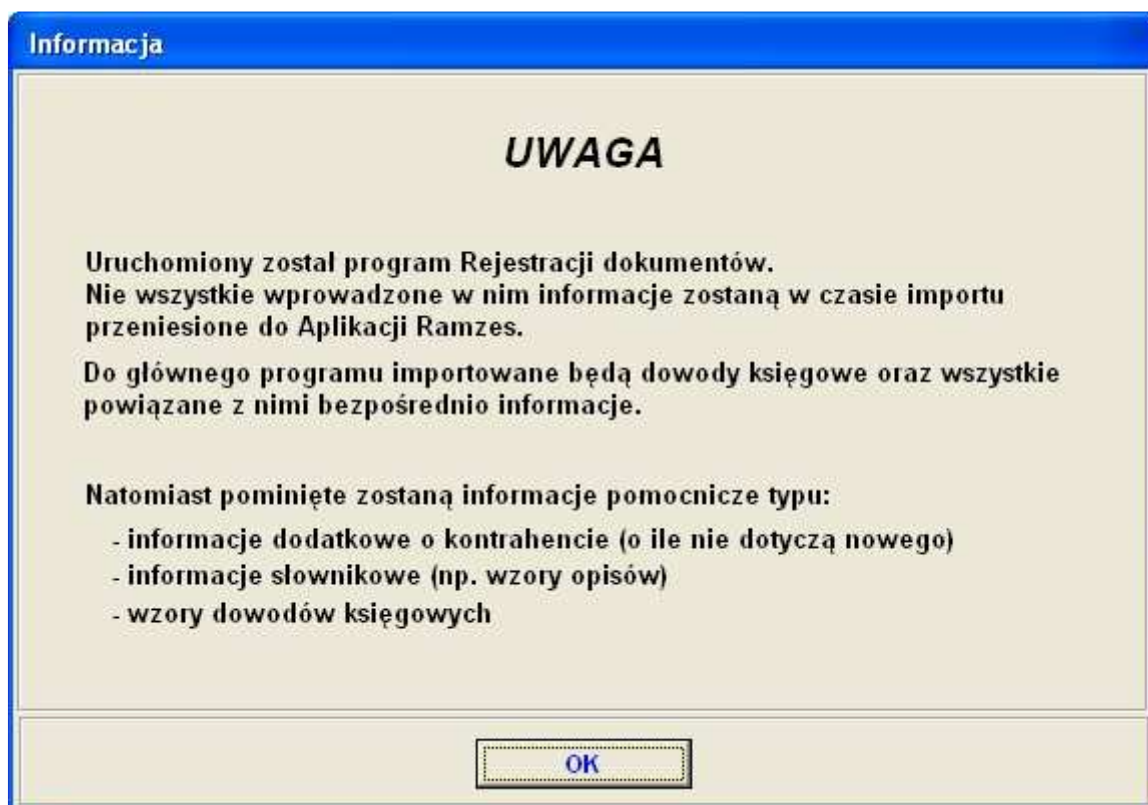 Informacja
UWAGA
Uruchomiony został program Rejestracji dokumentów.
Nie wszystkie wprowadzone w nim informacje zostaną w czasie importu
przeniesione do Aplikacji Ramzes.
Do głównego programu importowane będą dowody księgowe oraz wszystkie
powiązane z nimi bezpośrednio informacje.
Natomiast pominięte zostaną informacje pomocnicze typu:
- informacje dodatkowe o kontrahencie (o ile nie dotyczą nowego)
- informacje słownikowe (np. wzory opisów)
- wzory dowodów księgowych
OK